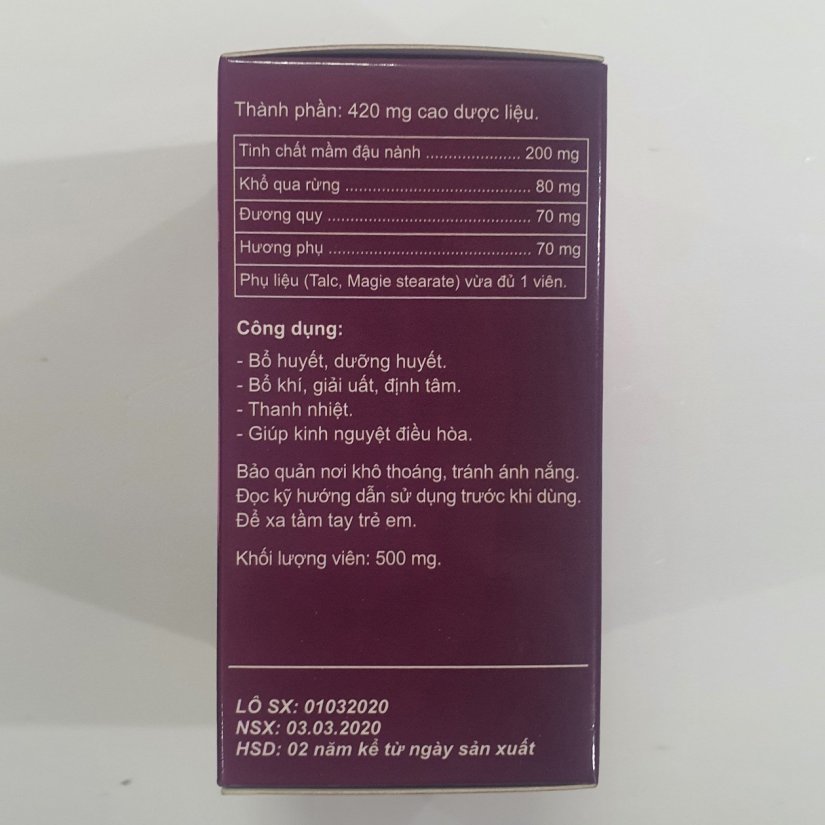 Thành phần: 420 mg cao dược liệu.
Tinh chất mầm đậu nành ..................... 200 mg
Khổ qua rừng ......................................... 80 mg
Đương quy ............................................. 70 mg
Hương phụ ............................................. 70 mg
Phụ liệu (Talc, Magie stearate) vừa đủ 1 viên.
Công dụng:
- Bổ huyết, dưỡng huyết.
- Bổ khí, giải uất, định tâm.
- Thanh nhiệt.
- Giúp kinh nguyệt điều hòa.
Bảo quản nơi khô thoáng, tránh ánh nắng.
Đọc kỹ hướng dẫn sử dụng trước khi dùng.
Để xa tầm tay trẻ em.
Khối lượng viên: 500 mg.
LÔ SX: 01032020
NSX: 03.03.2020
HSD: 02 năm kể từ ngày sản xuất